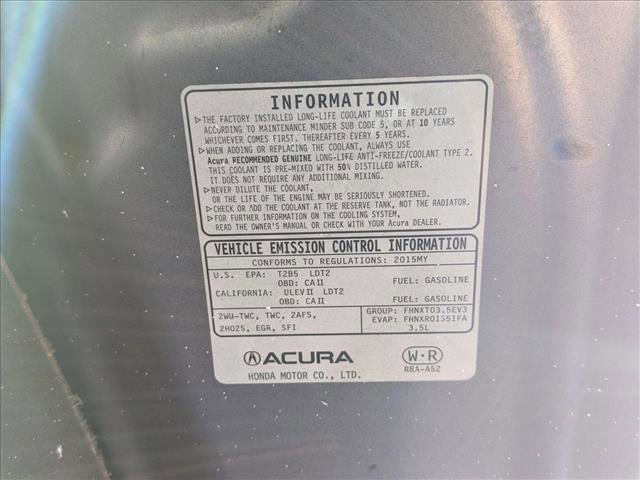 INFORMATION
▷THE FACTORY INSTALLED LONG-LIFE COOLANT MUST BE REPLACED
ACCORDING TO MAINTENANCE MINDER SUB CODE 5, OR AT 10 YEARS
WHICHEVER COMES FIRST. THEREAFTER EVERY 5 YEARS.
▷WHEN ADDING OR REPLACING THE COOLANT, ALWAYS USE
Acura RECOMMENDED GENUINE LONG-LIFE ANTI-FREEZE/COOLANT TYPE 2.
THIS COOLANT IS PRE-MIXED WITH 50% DISTILLED WATER.
IT DOES NOT REQUIRE ANY ADDITIONAL MIXING.
▷NEVER DILUTE THE COOLANT,
OR THE LIFE OF THE ENGINE MAY BE SERIOUSLY SHORTENED.
▷CHECK OR ADD THE COOLANT AT THE RESERVE TANK, NOT THE RADIATOR.
▷FOR FURTHER INFORMATION ON THE COOLING SYSTEM,
READ THE OWNER'S MANUAL OR CHECK WITH YOUR Acura DEALER.
VEHICLE EMISSION CONTROL INFORMATION
CONFORMS TO REGULATIONS: 2015MY
U.S. EPA: T2B5 LDT2
OBD: CAII FUEL: GASOLINE
CALIFORNIA: ULEVII LDT2
OBD: CAII FUEL: GASOLINE
2WU-TWC, TWC, 2AFS, GROUP: FHNXT03.5EV3
2HO2S, EGR, SFI EVAP: FHNXR01551FA
3.5L
ACURA W·R
HONDA MOTOR CO., LTD. R8A-A52